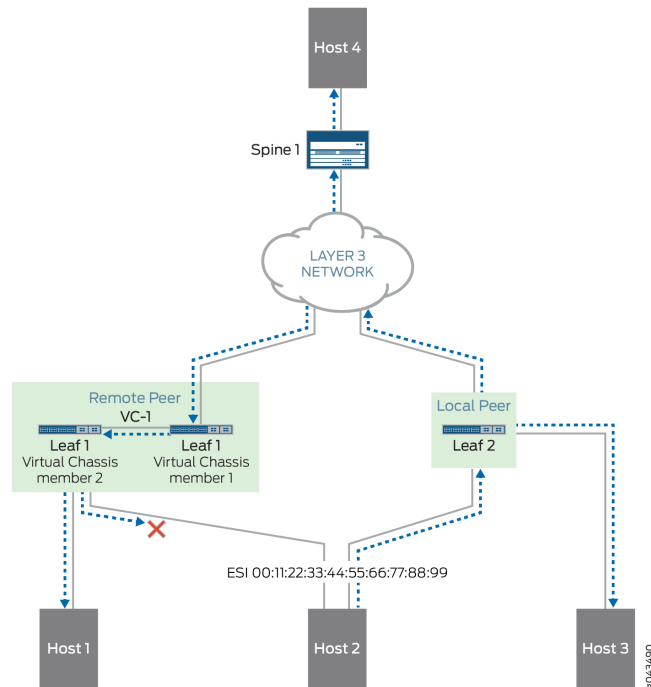 Host 4
Spine 1
LAYER 3
NETWORK
Remote Peer
VC-1
Leaf 1
Virtual Chassis
member 2
Leaf 1
Virtual Chassis
member 1
Local Peer
Leaf 2
ESI 00:11:22:33:44:55:66:77:88:99
Host 1
Host 2
Host 3
g043490